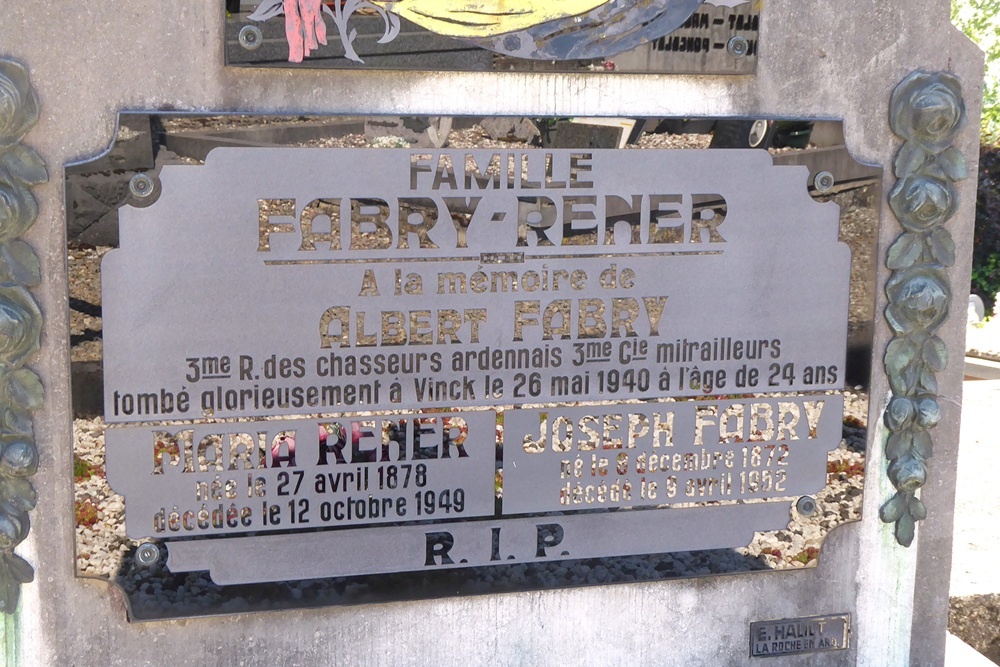 FAMILLE
FABRY-RENER
A la mémoire de
ALBERT FABRY
3me R. des chasseurs ardennais 3me Cie mitrailleurs
tombé glorieusement à Vinck le 26 mai 1940 à l'âge de 24 ans
MARIA RENER
née le 27 avril 1878
décédée le 12 octobre 1949
JOSEPH FABRY
né le 8 décembre 1872
décédé le 9 avril 1952
R. I. P.
LA ROCHE EN ARD.